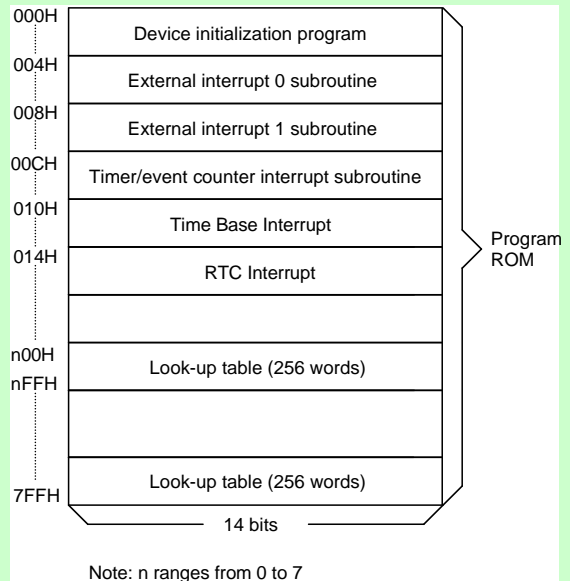 000H
Device initialization program
004H
External interrupt 0 subroutine
008H
External interrupt 1 subroutine
00CH
Timer/event counter interrupt subroutine
010H
Time Base Interrupt
014H
RTC Interrupt
Program
ROM
n00H
Look-up table (256 words)
nFFH
Look-up table (256 words)
7FFH
14 bits
Note: n ranges from 0 to 7